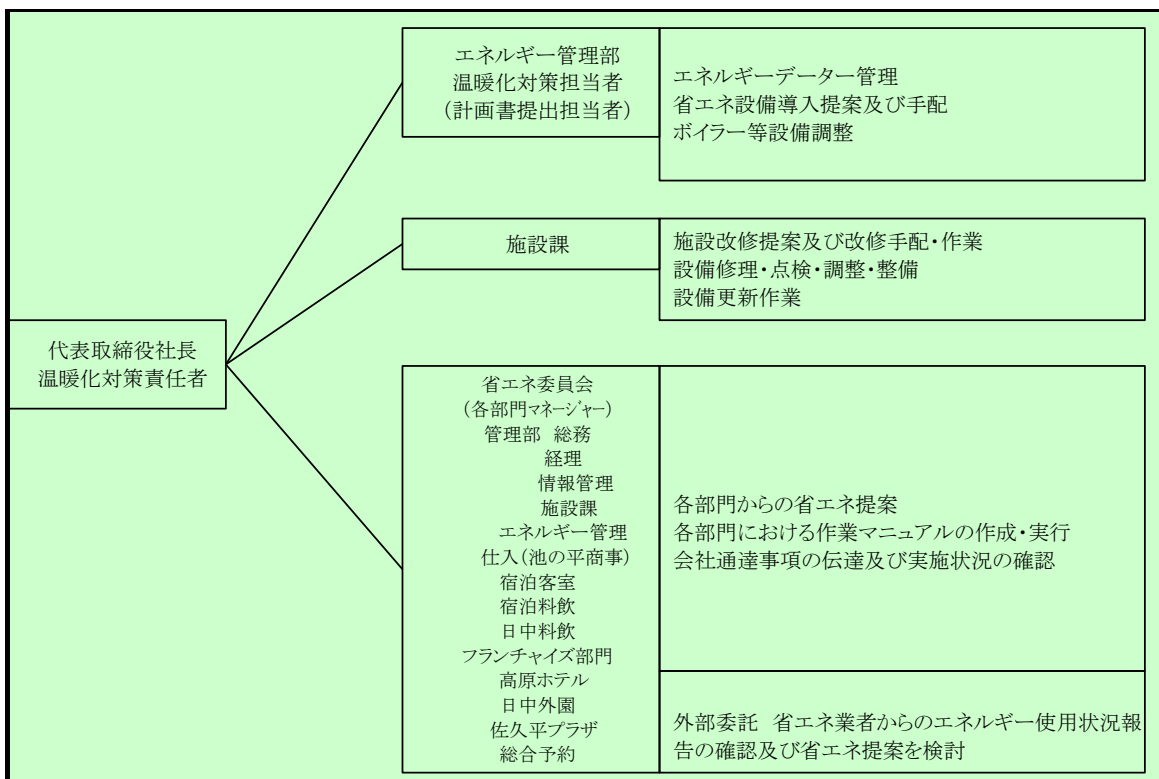 エネルギー管理部
温暖化対策担当者
(計画書提出担当者)
エネルギーデーター管理
省エネ設備導入提案及び手配
ボイラー等設備調整
施設課
施設改修提案及び改修手配・作業
設備修理・点検・調整・整備
設備更新作業
代表取締役社長
温暖化対策責任者
省エネ委員会
(各部門マネージャー)
管理部 総務
経理
情報管理
施設課
エネルギー管理
仕入(池の平商事)
宿泊客室
宿泊料飲
日中料飲
フランチャイズ部門
高原ホテル
日中外園
佐久平プラザ
総合予約
各部門からの省エネ提案
各部門における作業マニュアルの作成・実行
会社通達事項の伝達及び実施状況の確認
外部委託 省エネ業者からのエネルギー使用状況報
告の確認及び省エネ提案を検討